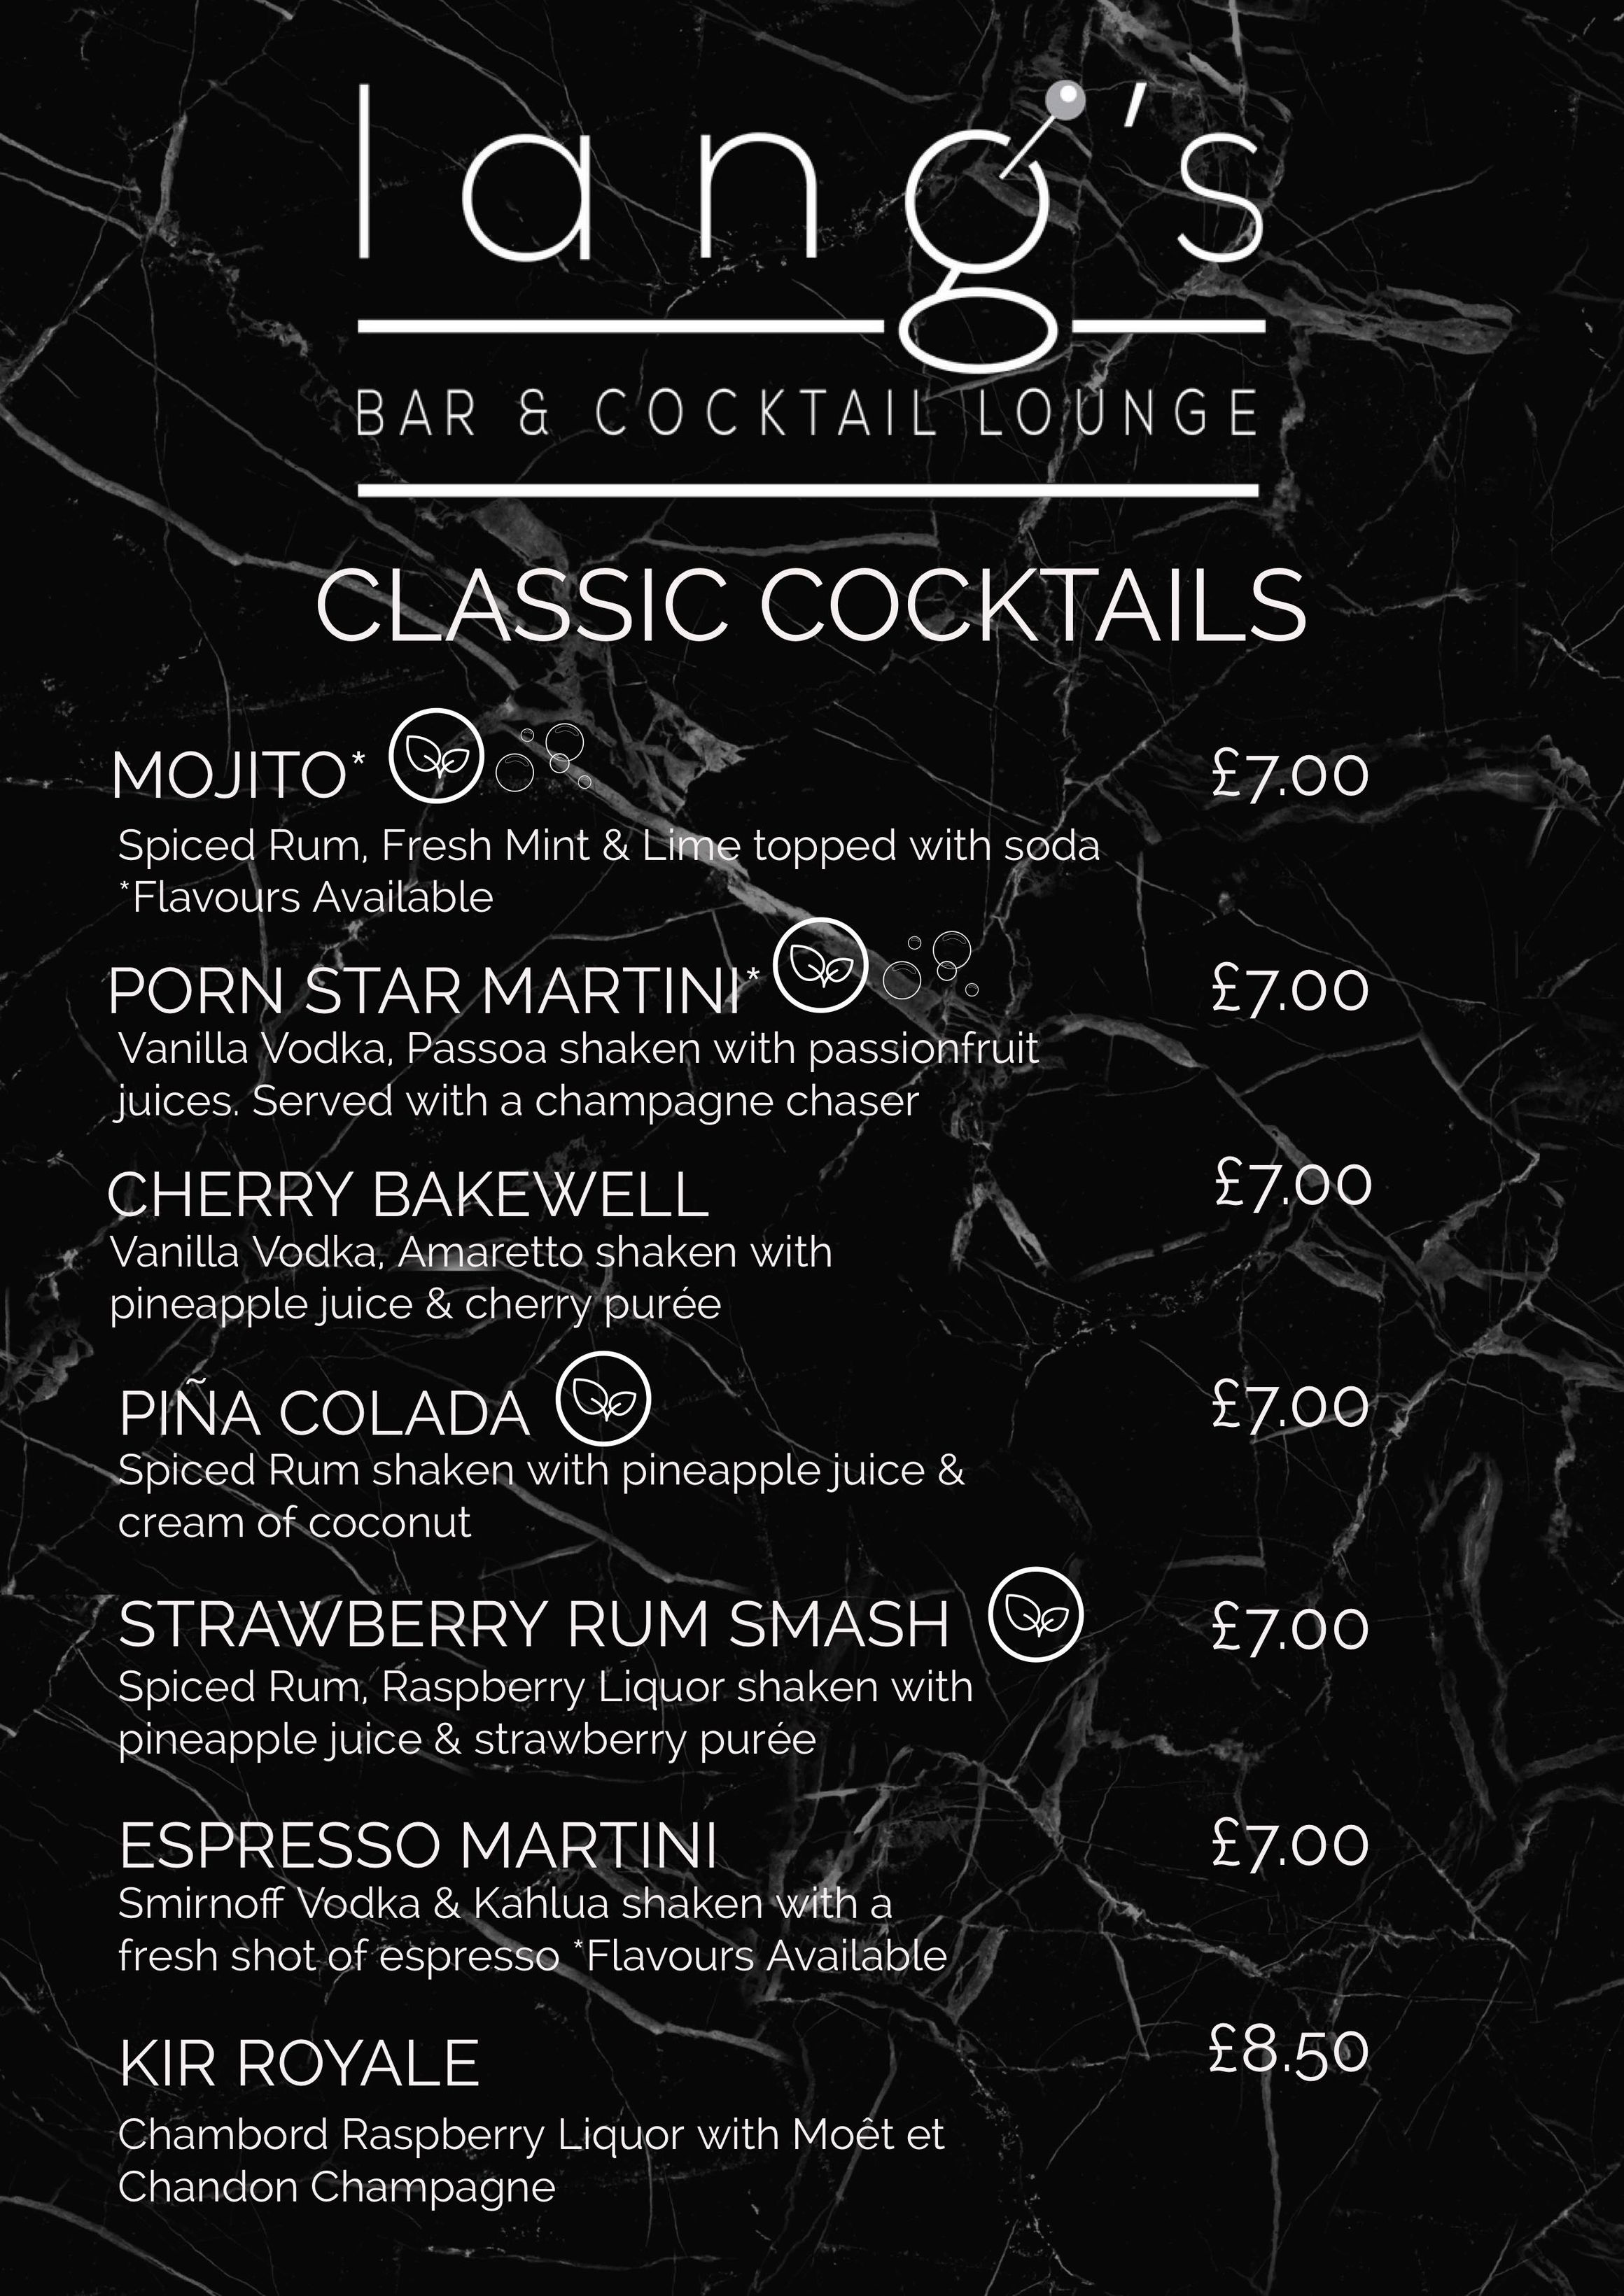 lang's
BAR & COCKTAIL LOUNGE
CLASSIC COCKTAILS
MOJITO* £7.00
Spiced Rum, Fresh Mint & Lime topped with soda
*Flavours Available
PORN STAR MARTINI* £7.00
Vanilla Vodka, Passoa shaken with passionfruit
juices. Served with a champagne chaser
CHERRY BAKEWELL £7.00
Vanilla Vodka, Amaretto shaken with
pineapple juice & cherry purée
PIÑA COLADA £7.00
Spiced Rum shaken with pineapple juice &
cream of coconut
STRAWBERRY RUM SMASH £7.00
Spiced Rum, Raspberry Liquor shaken with
pineapple juice & strawberry purée
ESPRESSO MARTINI £7.00
Smirnoff Vodka & Kahlua shaken with a
fresh shot of espresso *Flavours Available
KIR ROYALE £8.50
Chambord Raspberry Liquor with Moêt et
Chandon Champagne